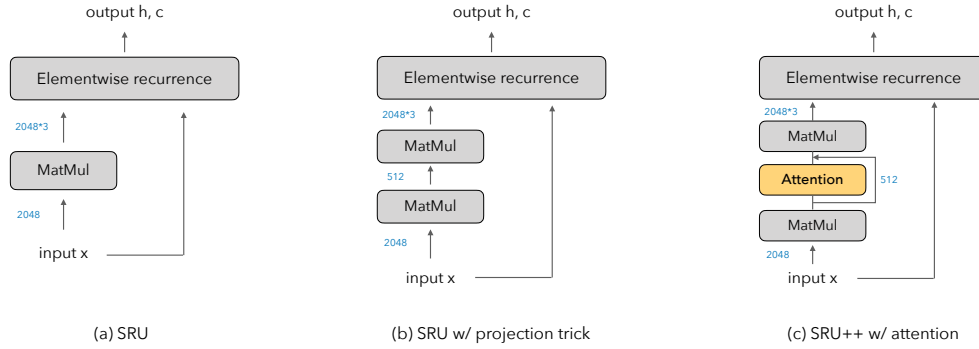 output h, c
Elementwise recurrence
2048*3
MatMul
2048
input x
(a) SRU
output h, c
Elementwise recurrence
2048*3
MatMul
512
MatMul
2048
input x
(b) SRU w/ projection trick
output h, c
Elementwise recurrence
2048*3
MatMul
Attention
512
MatMul
2048
input x
(c) SRU++ w/ attention